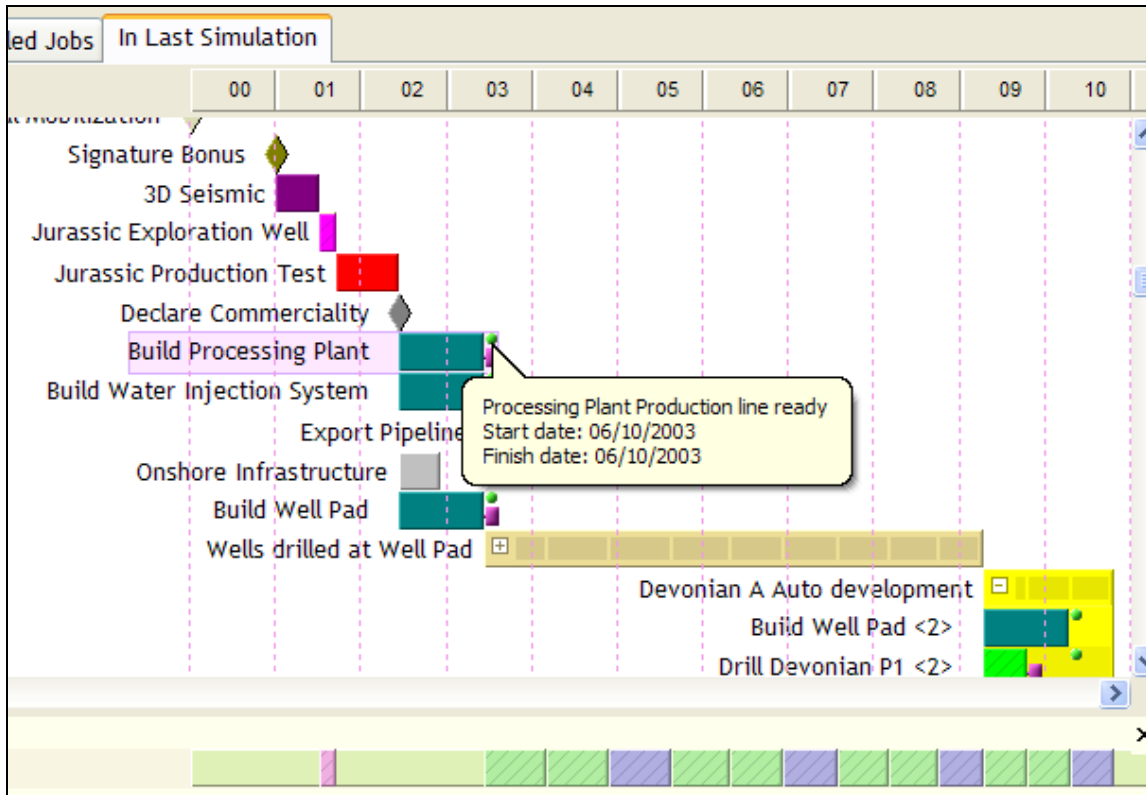 led Jobs In Last Simulation
00 01 02 03 04 05 06 07 08 09 10
Mobilization
Signature Bonus
3D Seismic
Jurassic Exploration Well
Jurassic Production Test
Declare Commerciality
Build Processing Plant
Build Water Injection System
Processing Plant Production line ready
Start date: 06/10/2003
Finish date: 06/10/2003
Export Pipeline
Onshore Infrastructure
Build Well Pad
Wells drilled at Well Pad
Devonian A Auto development
Build Well Pad <2>
Drill Devonian P1 <2>